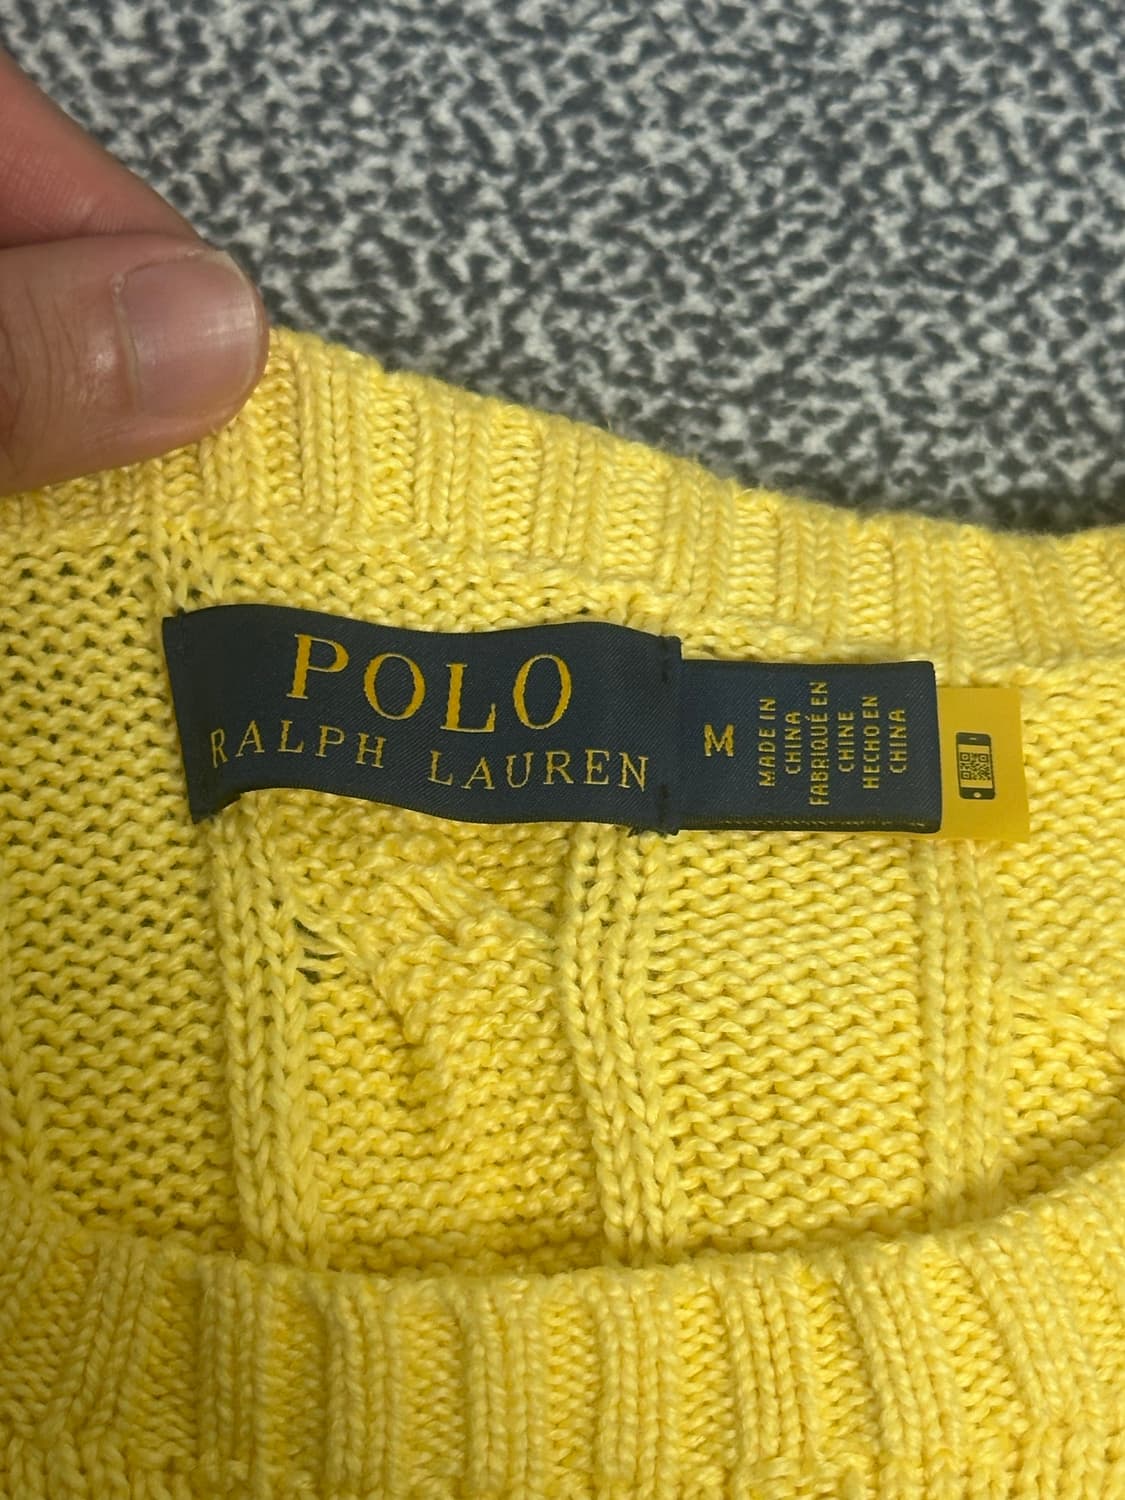 POLO
RALPH LAUREN
M
MADE IN
CHINA
FABRIQUÉ EN
CHINE
HECHO EN
CHINA